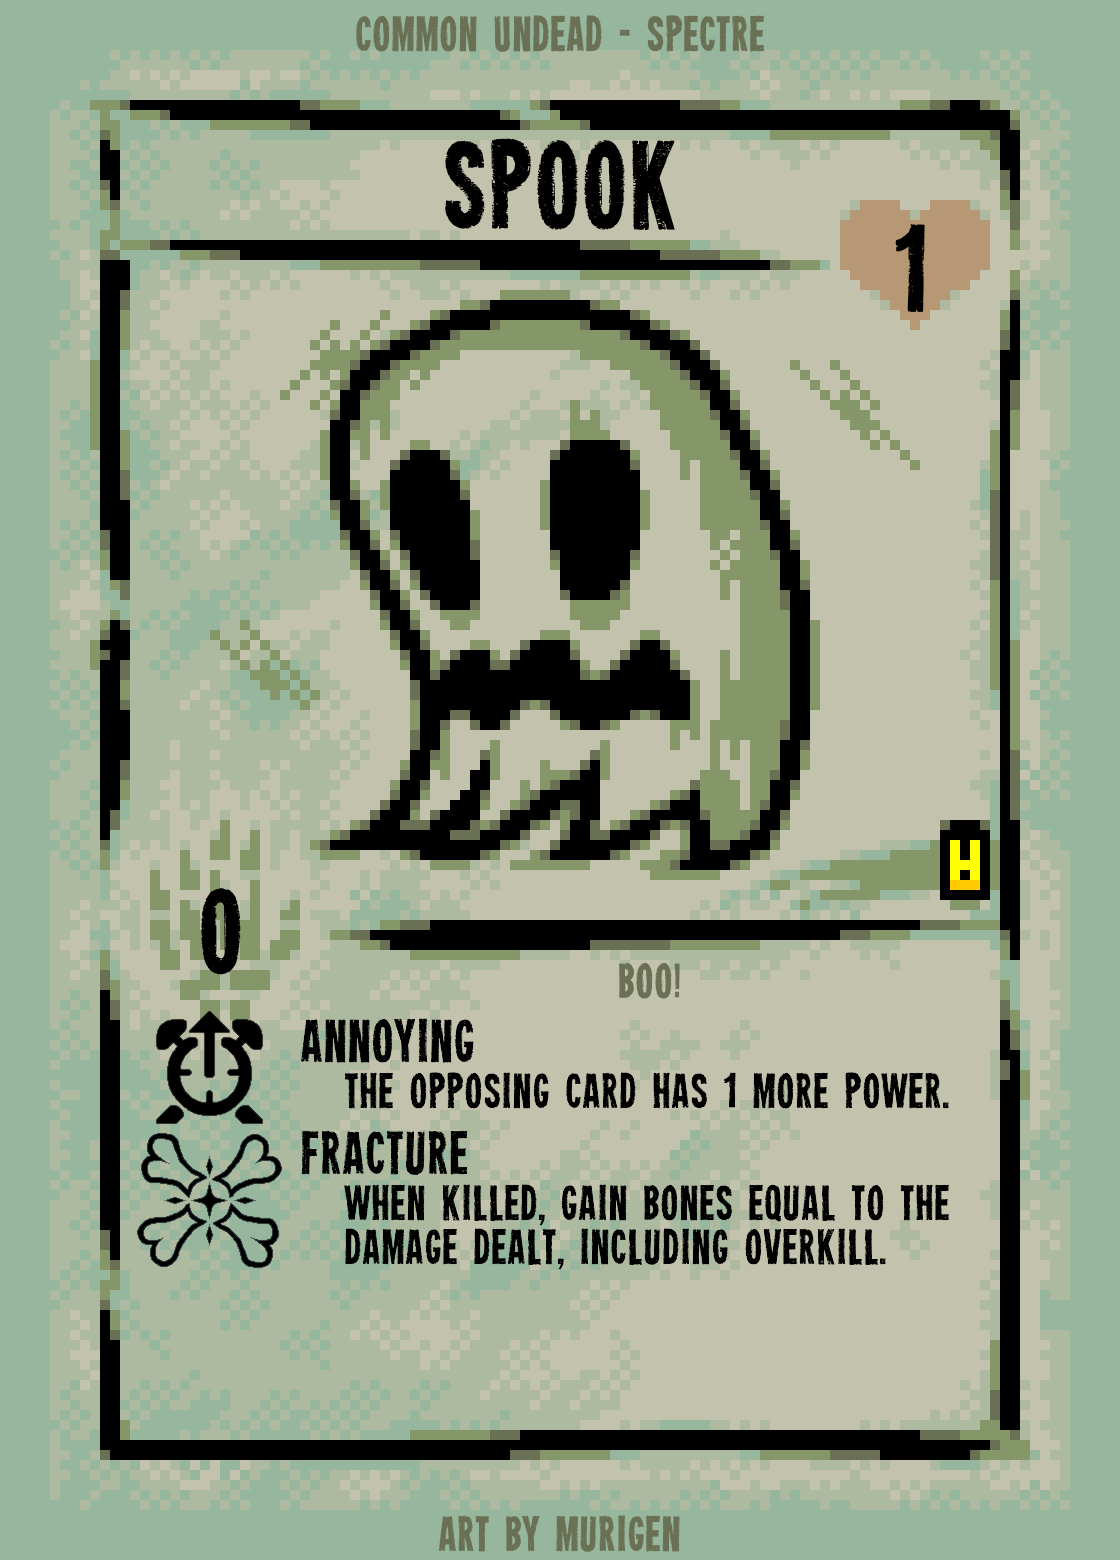 COMMON UNDEAD - SPECTRE
SPOOK
1
0
BOO!
ANNOYING
THE OPPOSING CARD HAS 1 MORE POWER.
FRACTURE
WHEN KILLED, GAIN BONES EQUAL TO THE
DAMAGE DEALT, INCLUDING OVERKILL.
ART BY MURIGEN